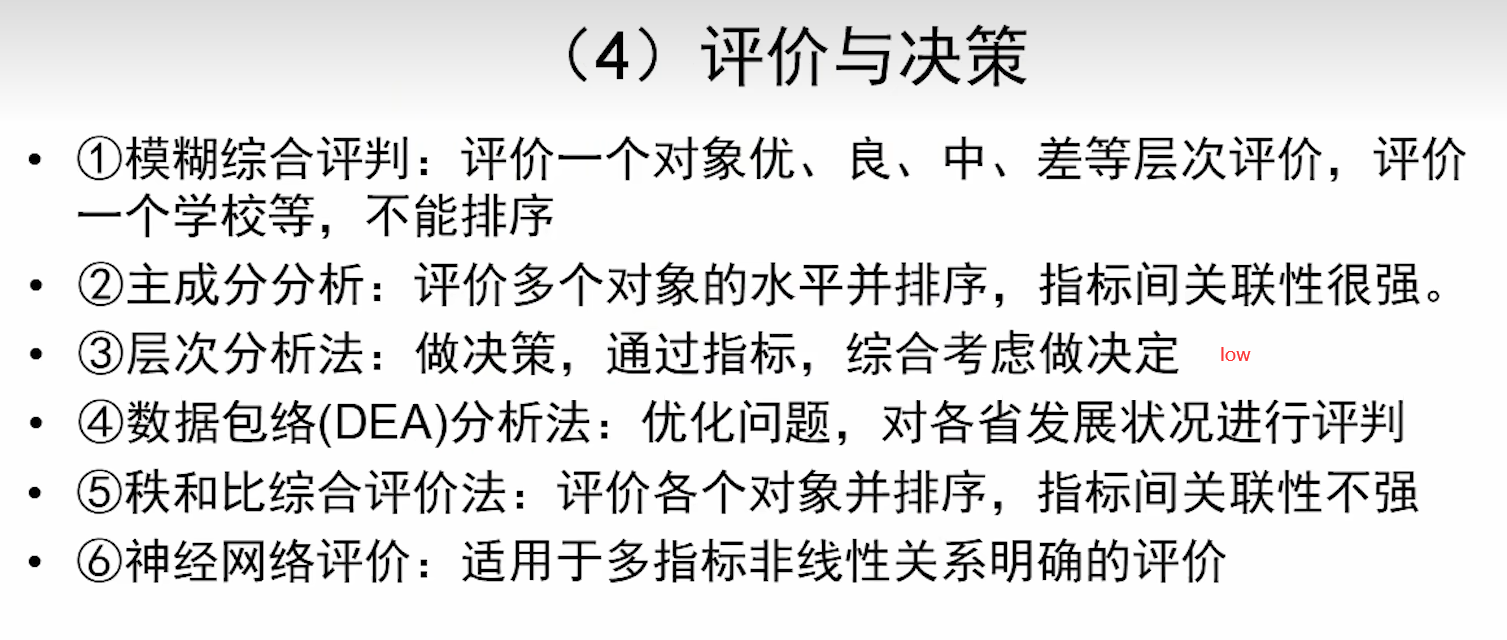 （4）评价与决策
• ①模糊综合评判：评价一个对象优、良、中、差等层次评价，评价
一个学校等，不能排序
• ②主成分分析：评价多个对象的水平并排序，指标间关联性很强。
• ③层次分析法：做决策，通过指标，综合考虑做决定 low
• ④数据包络(DEA)分析法：优化问题，对各省发展状况进行评判
• ⑤秩和比综合评价法：评价各个对象并排序，指标间关联性不强
• ⑥神经网络评价：适用于多指标非线性关系明确的评价